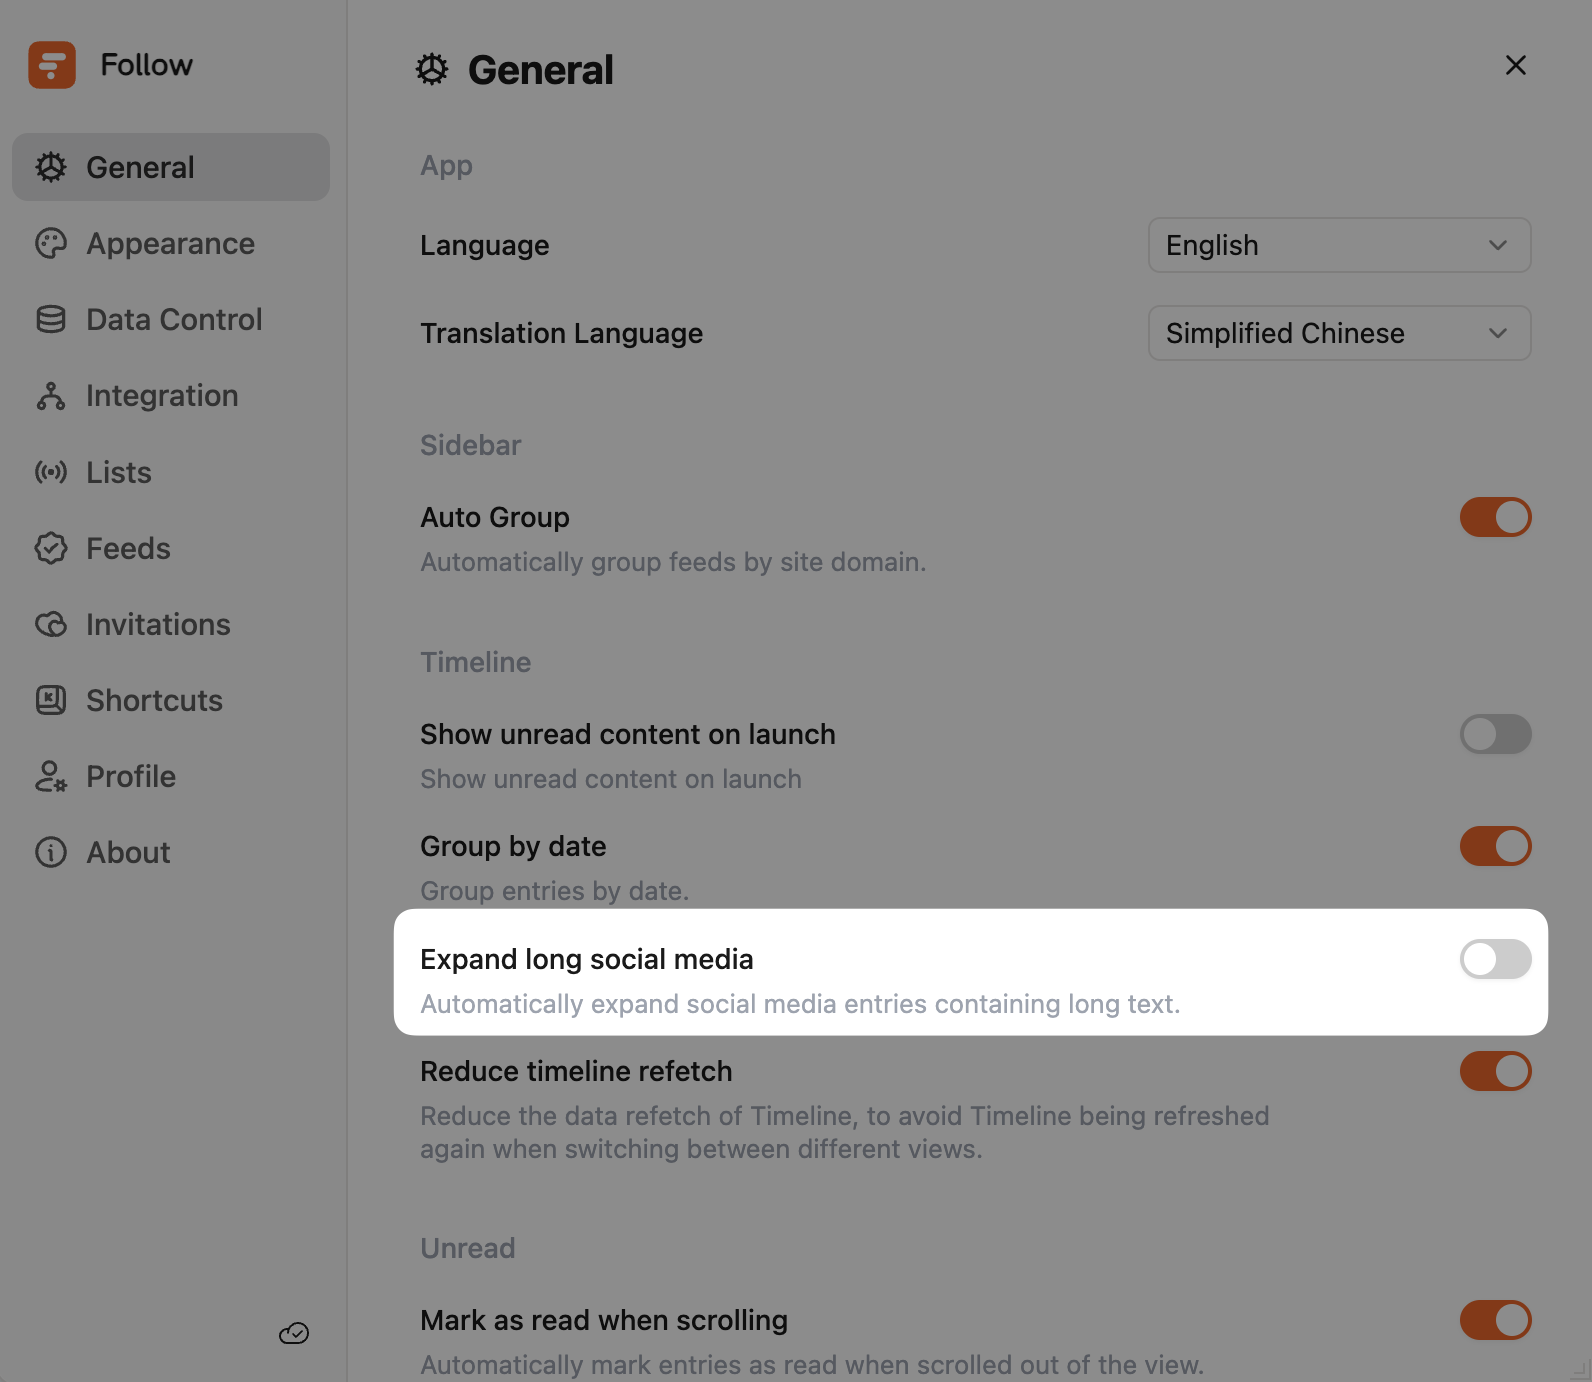 Follow
General
Appearance
Data Control
Integration
Lists
Feeds
Invitations
Shortcuts
Profile
About
General
App
Language
English
Translation Language
Simplified Chinese
Sidebar
Auto Group
Automatically group feeds by site domain.
Timeline
Show unread content on launch
Show unread content on launch
Group by date
Group entries by date.
Expand long social media
Automatically expand social media entries containing long text.
Reduce timeline refetch
Reduce the data refetch of Timeline, to avoid Timeline being refreshed
again when switching between different views.
Unread
Mark as read when scrolling
Automatically mark entries as read when scrolled out of the view.